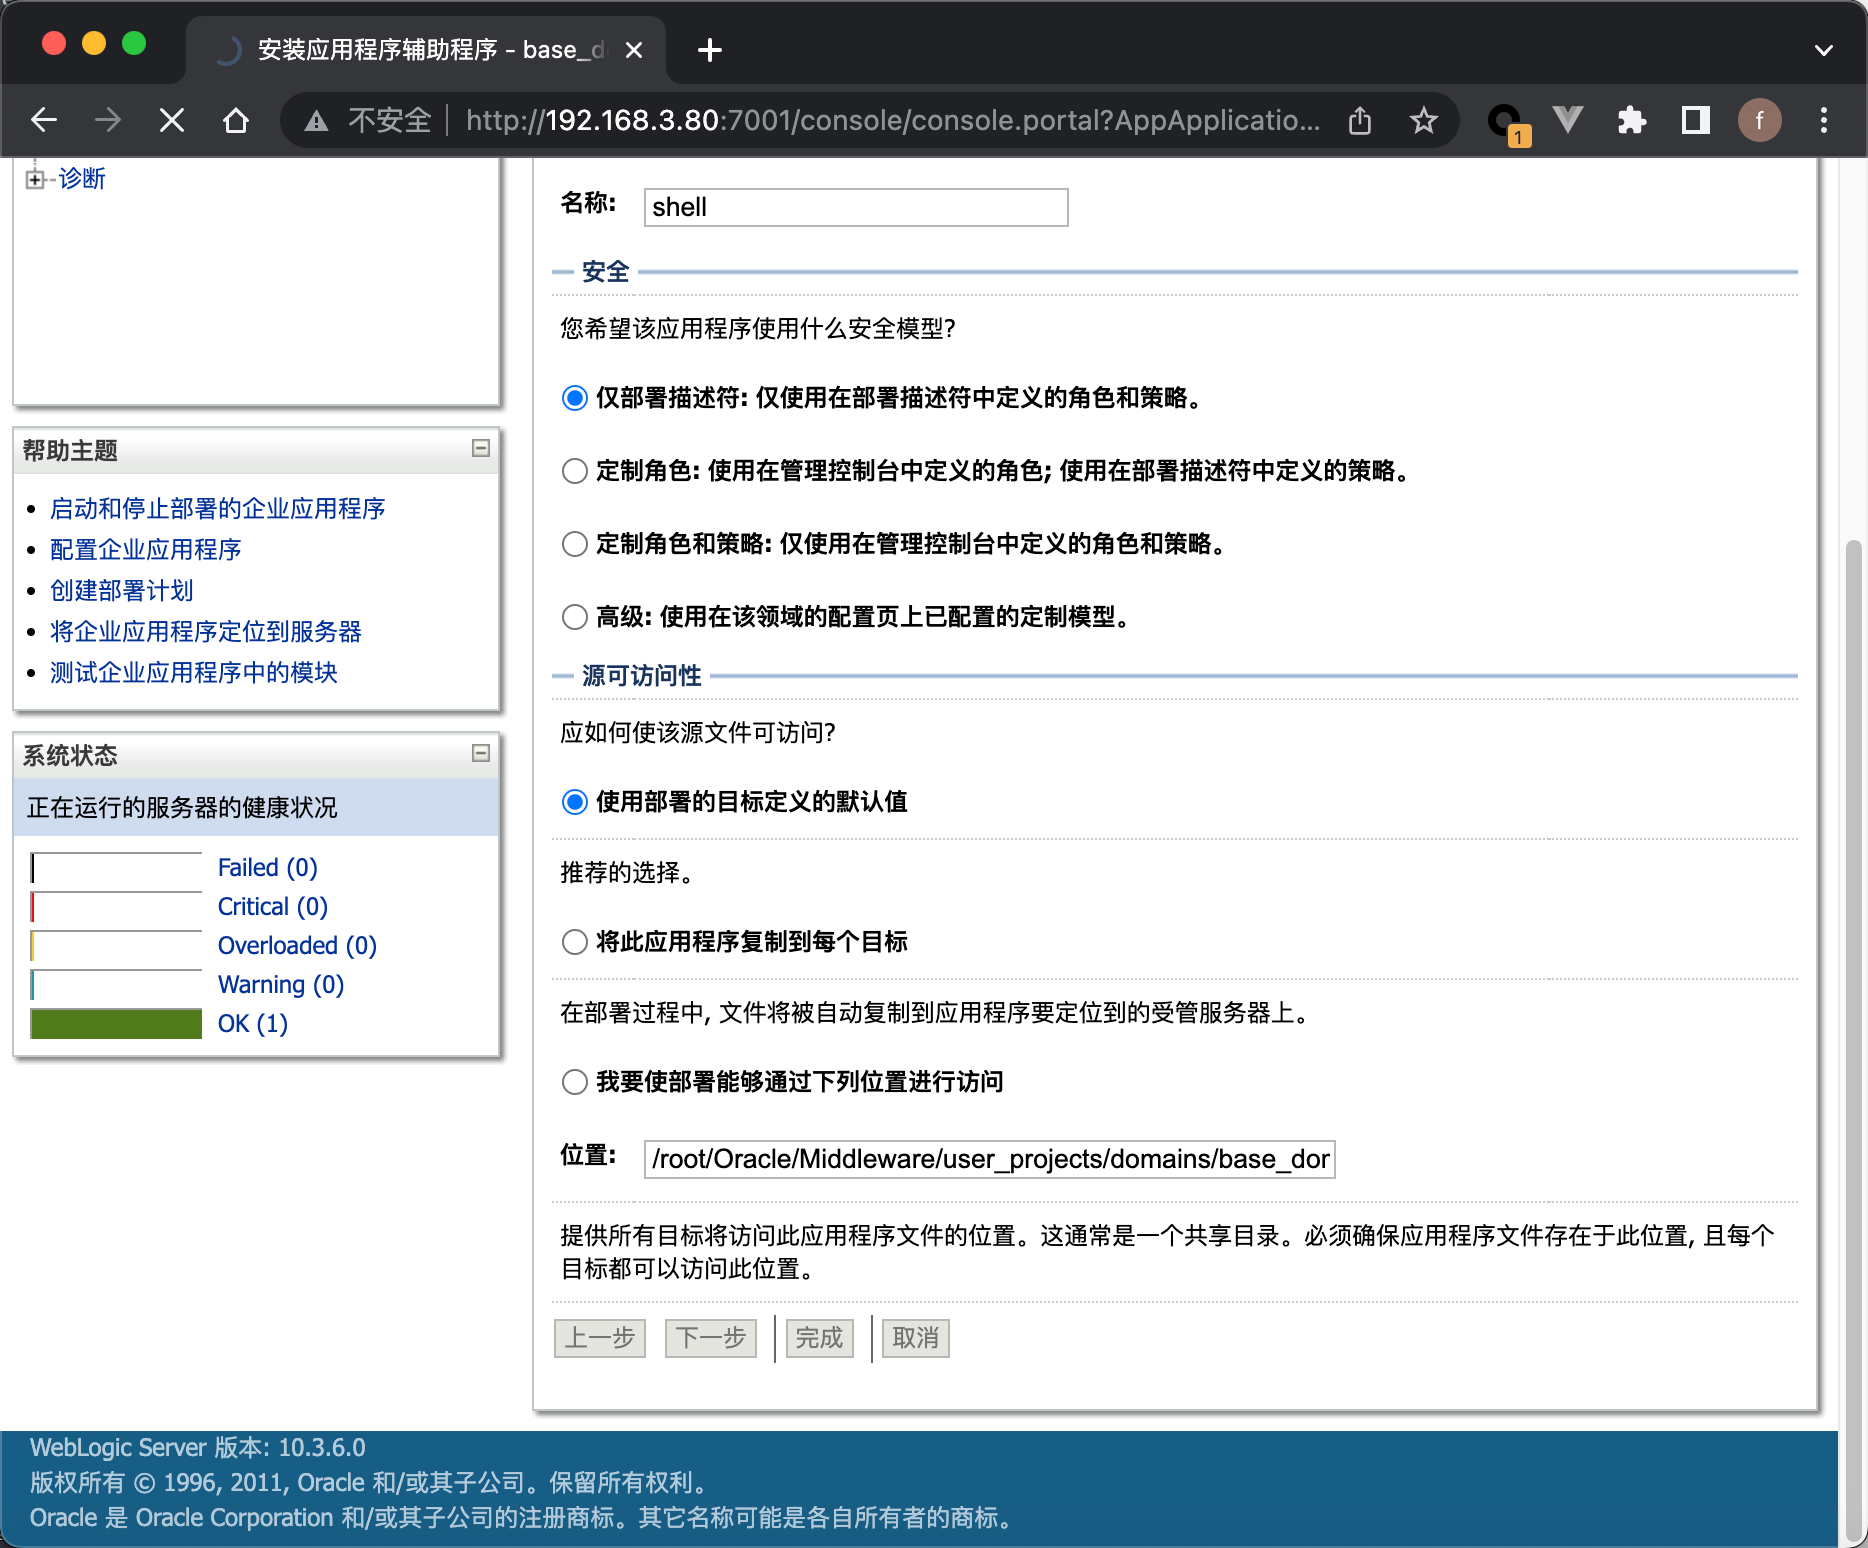 安装应用程序辅助程序 - base_d
不安全 http://192.168.3.80:7001/console/console.portal?AppApplicatio...
1
f
诊断
帮助主题
启动和停止部署的企业应用程序
配置企业应用程序
创建部署计划
将企业应用程序定位到服务器
测试企业应用程序中的模块
系统状态
正在运行的服务器的健康状况
Failed (0)
Critical (0)
Overloaded (0)
Warning (0)
OK (1)
名称: shell
安全
您希望该应用程序使用什么安全模型?
仅部署描述符: 仅使用在部署描述符中定义的角色和策略。
定制角色: 使用在管理控制台中定义的角色; 使用在部署描述符中定义的策略。
定制角色和策略: 仅使用在管理控制台中定义的角色和策略。
高级: 使用在该领域的配置页上已配置的定制模型。
源可访问性
应如何使该源文件可访问?
使用部署的目标定义的默认值
推荐的选择。
将此应用程序复制到每个目标
在部署过程中, 文件将被自动复制到应用程序要定位到的受管服务器上。
我要使部署能够通过下列位置进行访问
位置: /root/Oracle/Middleware/user_projects/domains/base_dor
提供所有目标将访问此应用程序文件的位置。这通常是一个共享目录。必须确保应用程序文件存在于此位置, 且每个
目标都可以访问此位置。
上一步 下一步 完成 取消
WebLogic Server 版本: 10.3.6.0
版权所有 © 1996, 2011, Oracle 和/或其子公司。保留所有权利。
Oracle 是 Oracle Corporation 和/或其子公司的注册商标。其它名称可能是各自所有者的商标。